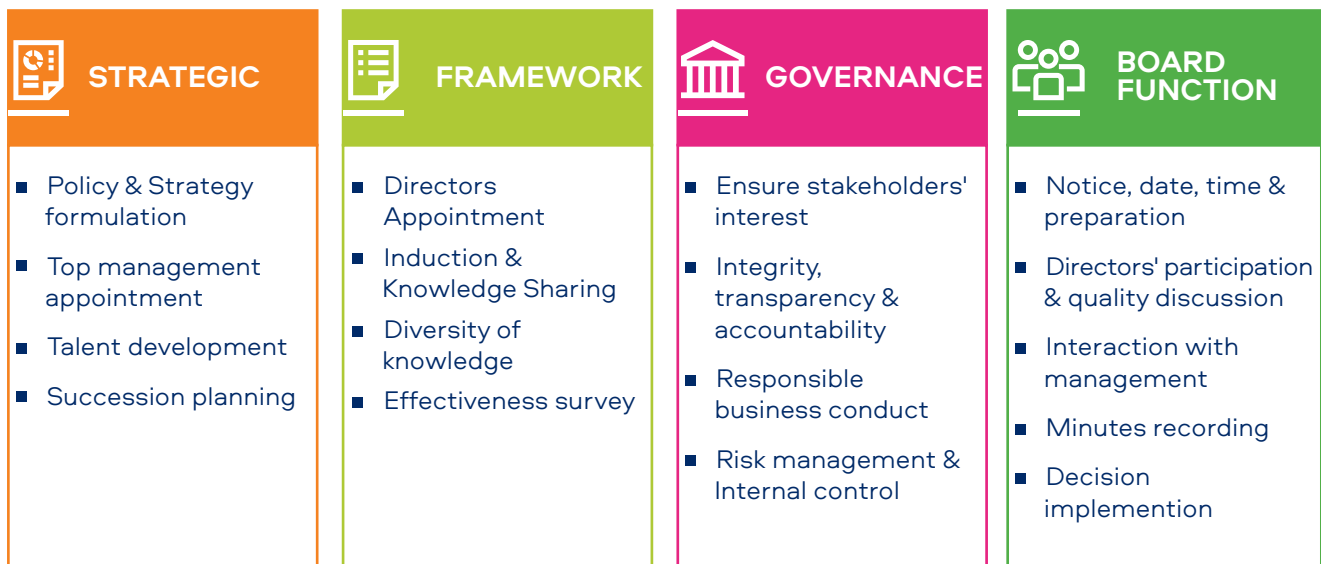 STRATEGIC
■ Policy & Strategy
formulation
■ Top management
appointment
■ Talent development
■ Succession planning
FRAMEWORK
■ Directors
Appointment
■ Induction &
Knowledge Sharing
■ Diversity of
knowledge
■ Effectiveness survey
GOVERNANCE
■ Ensure stakeholders'
interest
■ Integrity,
transparency &
accountability
■ Responsible
business conduct
■ Risk management &
Internal control
BOARD
FUNCTION
■ Notice, date, time &
preparation
■ Directors' participation
& quality discussion
■ Interaction with
management
■ Minutes recording
■ Decision
implemention